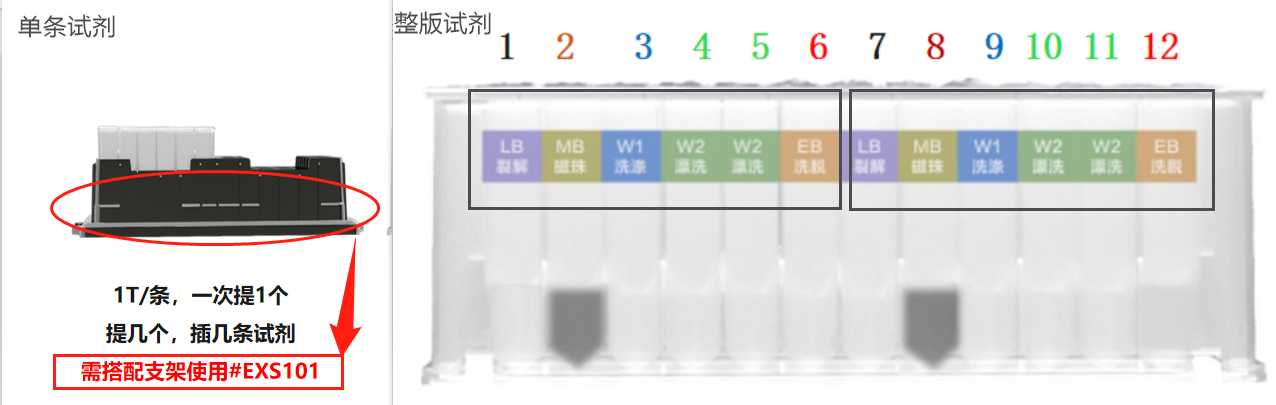 单条试剂
1T/条，一次提1个
提几个，插几条试剂
需搭配支架使用#EXS101
整版试剂
1 2 3 4 5 6 7 8 9 10 11 12
LB MB W1 W2 W2 EB LB MB W1 W2 W2 EB
裂解 磁珠 洗涤 漂洗 漂洗 洗脱 裂解 磁珠 洗涤 漂洗 漂洗 洗脱